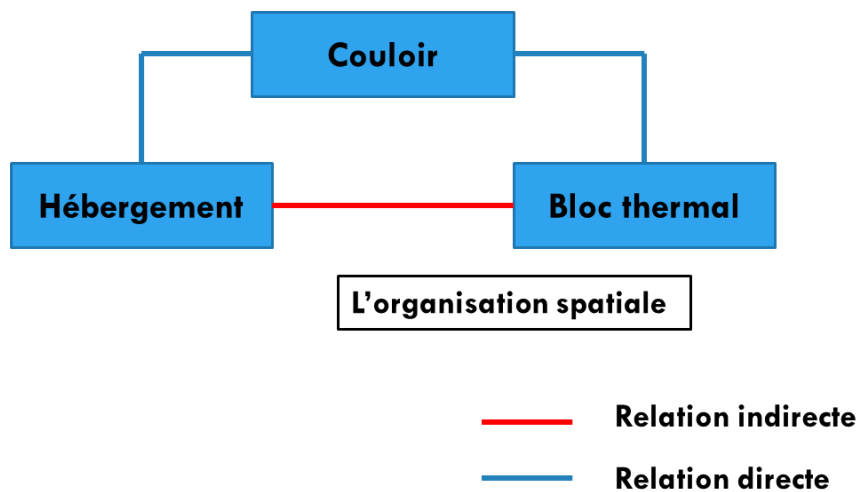 Couloir
Hébergement
Bloc thermal
L’organisation spatiale
Relation indirecte
Relation directe